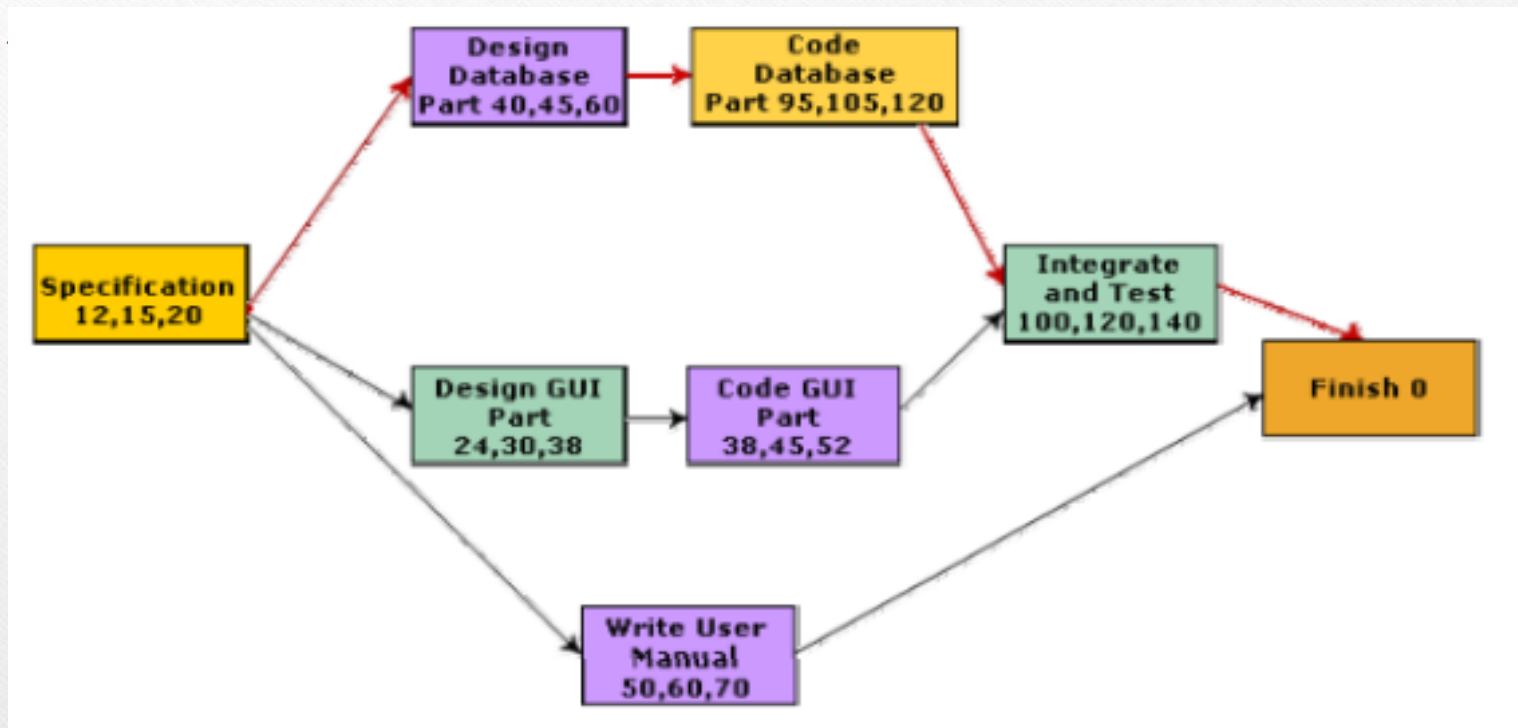 Design
Database
Part 40,45,60
Code
Database
Part 95,105,120
Specification
12,15,20
Integrate
and Test
100,120,140
Design GUI
Part
24,30,38
Code GUI
Part
38,45,52
Finish 0
Write User
Manual
50,60,70